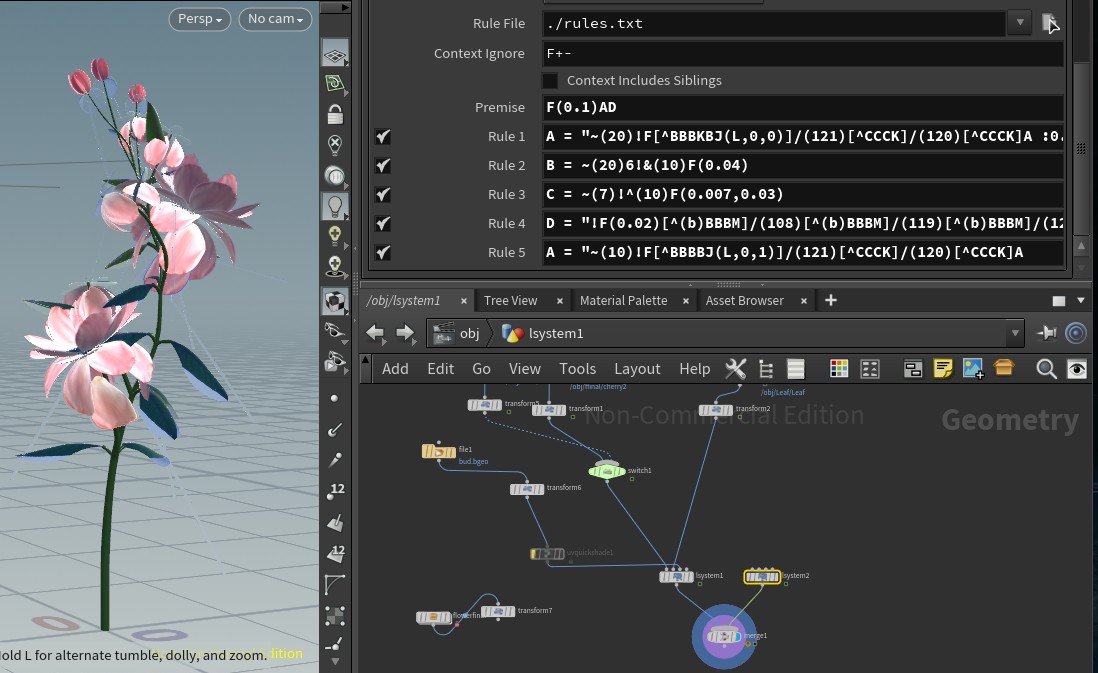 Persp
No cam
Rule File ./rules.txt
Context Ignore F+-
Context Includes Siblings
Premise F(0.1)AD
Rule 1 A = "~(20)!F[^BBBKBJ(L,0,0)]/(121)[^CCCK]/(120)[^CCCK]A :0.
Rule 2 B = ~(20)6!&(10)F(0.04)
Rule 3 C = ~(7)!^(10)F(0.007,0.03)
Rule 4 D = "!F(0.02)[^(b)BBBM]/(108)[^(b)BBBM]/(119)[^(b)BBBM]/(12
Rule 5 A = "~(10)!F[^BBBBJ(L,0,1)]/(121)[^CCCK]/(120)[^CCCK]A
/obj/lsystem1 × Tree View × Material Palette × Asset Browser × +
obj lsystem1
Add Edit Go View Tools Layout Help
/obj/ffinal/cherry2
/obj/Leaf/Leaf
transform5
transform1
transform2
Non-Commercial Edition
Geometry
file1
bud.bgeo
switch1
transform6
12
12
uvquickshade1
lsystem1
lsystem2
flowerfin
transform7
merge1
old L for alternate tumble, dolly, and zoom.
dition